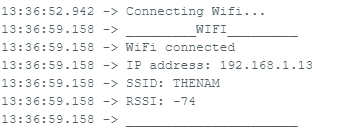 13:36:52.942 -> Connecting Wifi...
13:36:59.158 -> _________WIFI_________
13:36:59.158 -> WiFi connected
13:36:59.158 -> IP address: 192.168.1.13
13:36:59.158 -> SSID: THENAM
13:36:59.158 -> RSSI: -74
13:36:59.158 -> ______________________